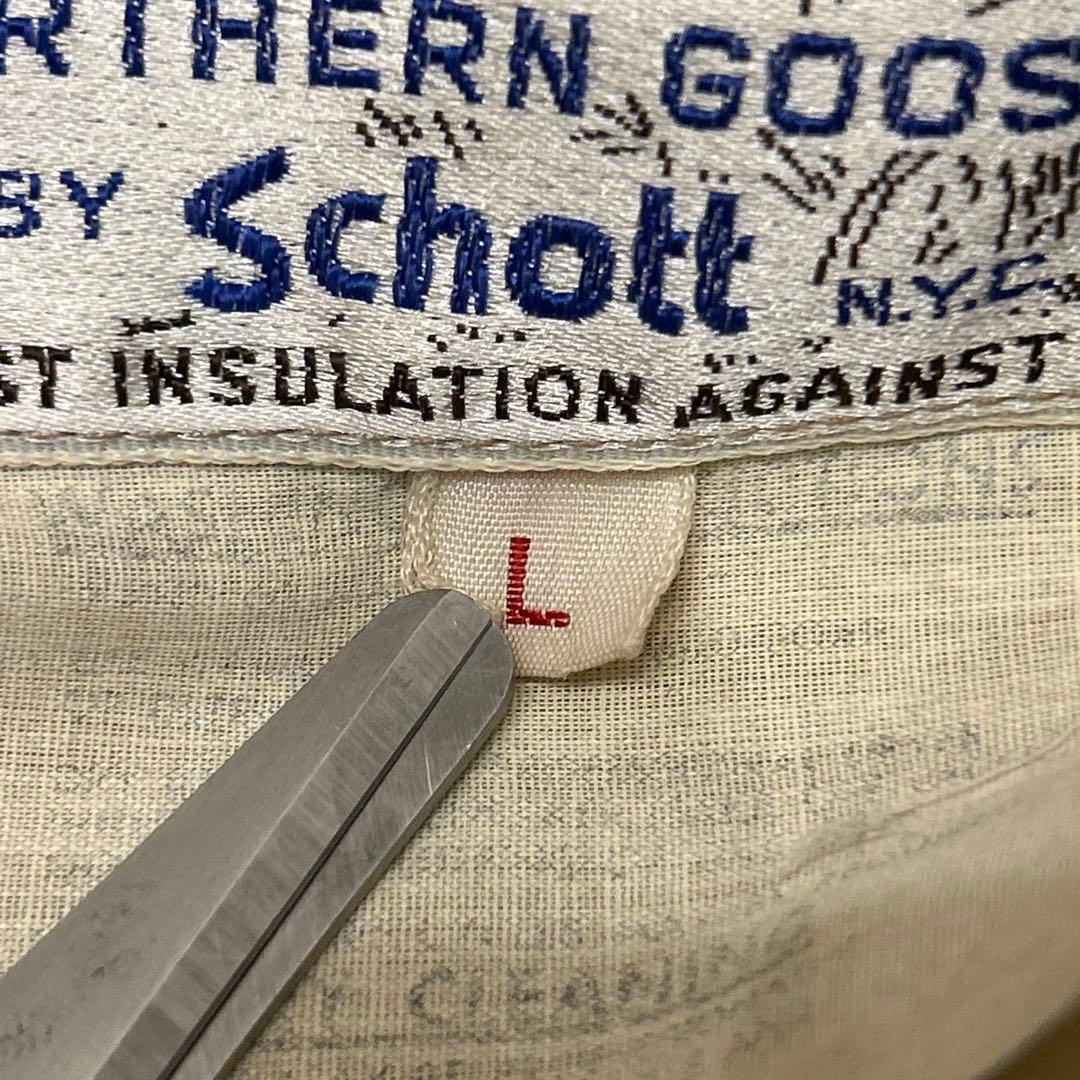 RTHERN GOOS
BY Schott N.Y.C.
ST INSULATION AGAINST
L